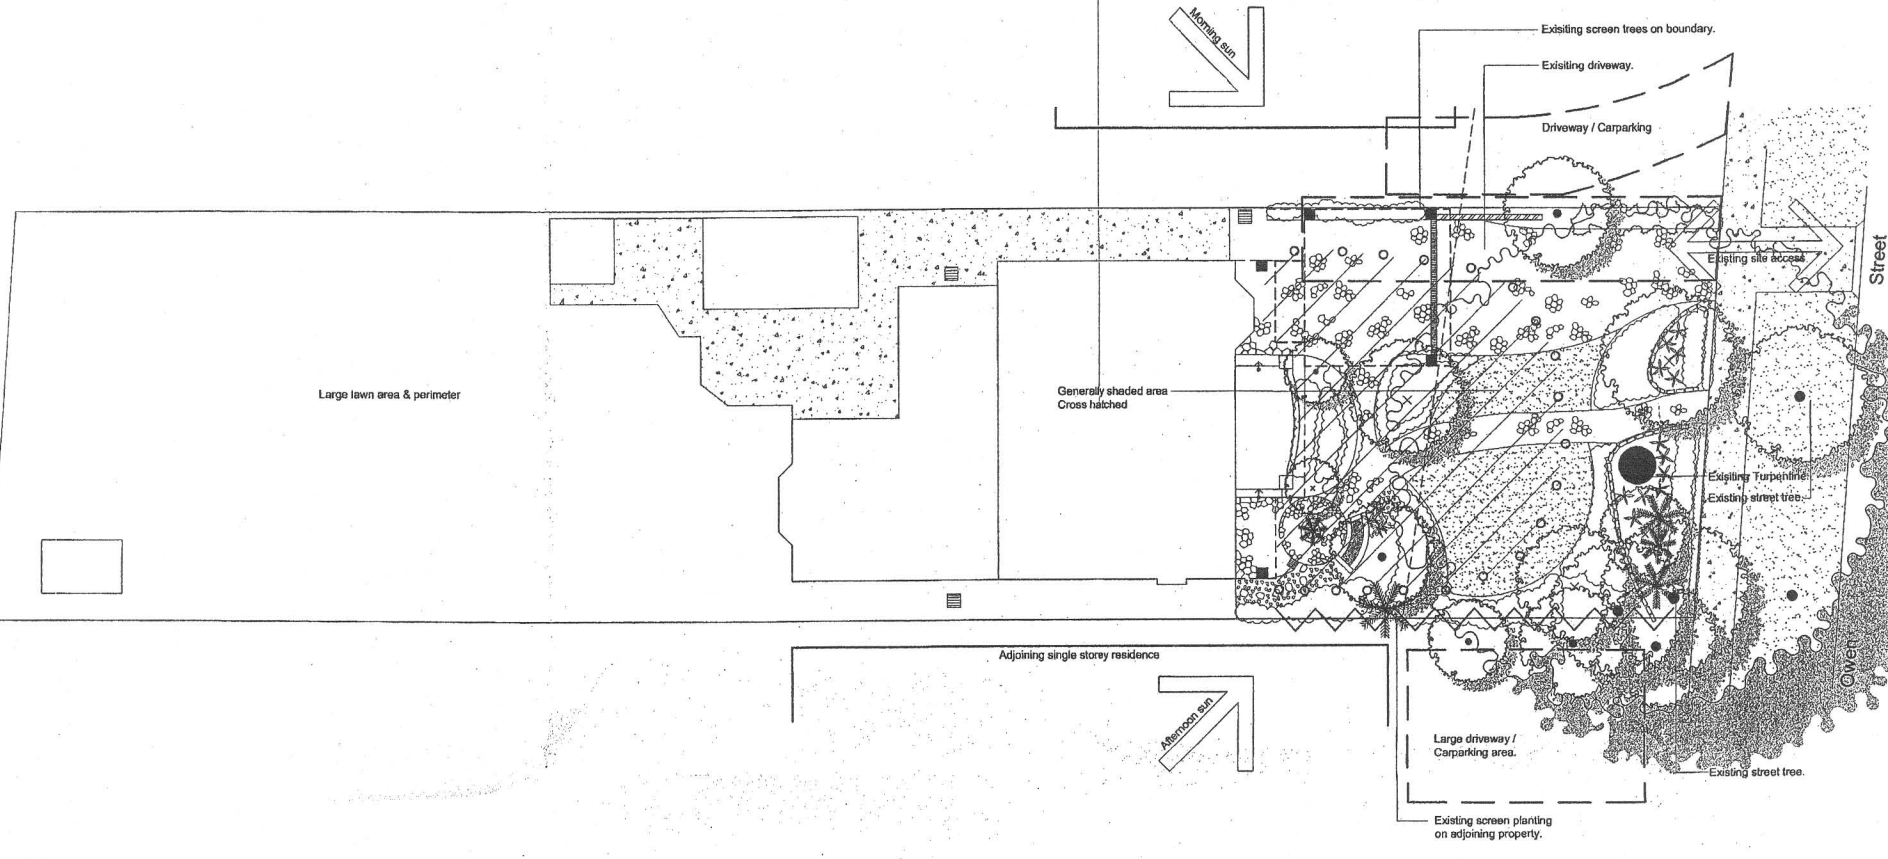 Morning sun
Exisiting screen trees on boundary.
Exisiting driveway.
Driveway / Carparking
Existing site access
Street
Large lawn area & perimeter
Generally shaded area
Cross hatched
Exisiting Turpentine
Existing street tree.
Owen
Adjoining single storey residence
Afternoon sun
Large driveway /
Carparking area.
Existing street tree.
Existing screen planting
on adjoining property.